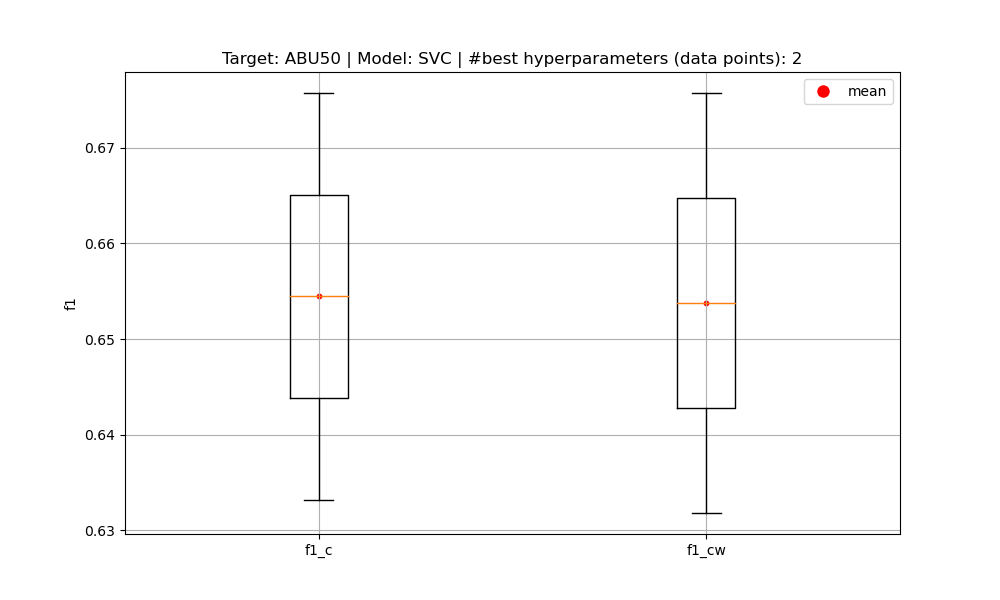 Target: ABU50 | Model: SVC | #best hyperparameters (data points): 2
mean
0.67
0.66
0.65
0.64
0.63
f1
f1_c
f1_cw